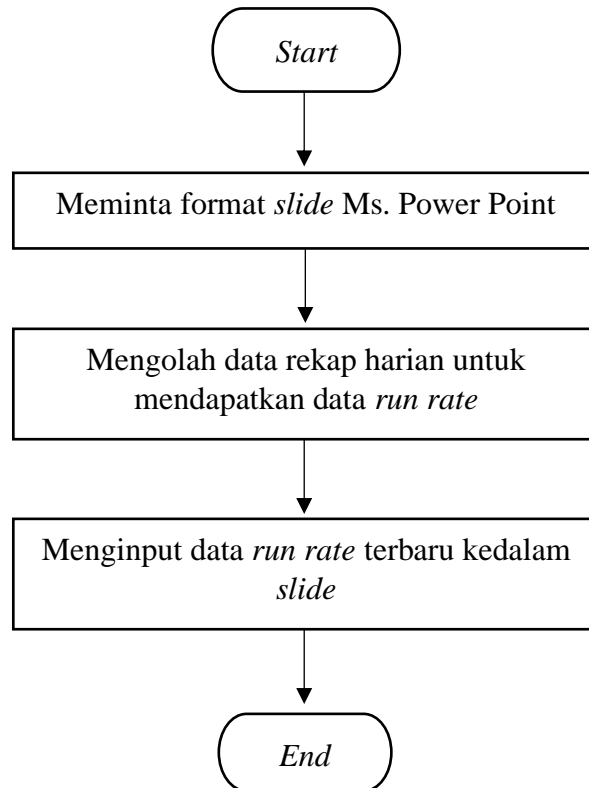 Start
Meminta format slide Ms. Power Point
Mengolah data rekap harian untuk
mendapatkan data run rate
Menginput data run rate terbaru kedalam
slide
End